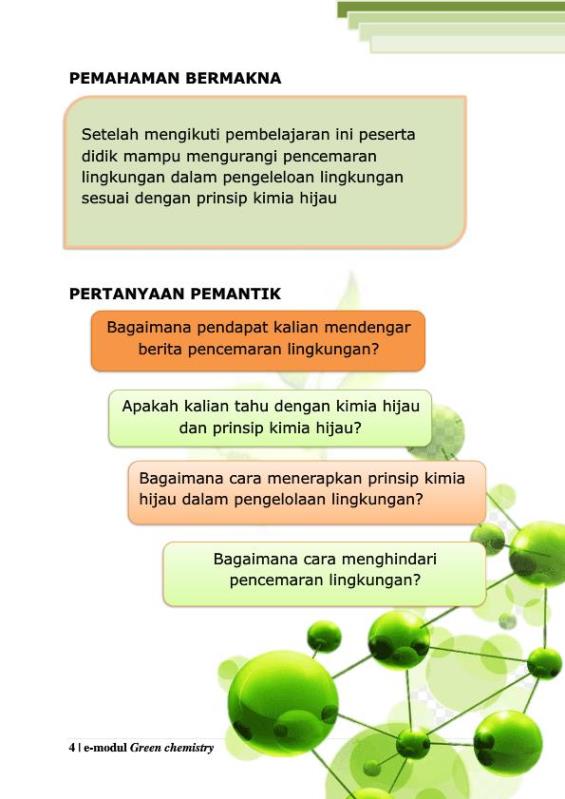 PEMAHAMAN BERMAKNA
Setelah mengikuti pembelajaran ini peserta
didik mampu mengurangi pencemaran
lingkungan dalam pengeleloan lingkungan
sesuai dengan prinsip kimia hijau
PERTANYAAN PEMANTIK
Bagaimana pendapat kalian mendengar
berita pencemaran lingkungan?
Apakah kalian tahu dengan kimia hijau
dan prinsip kimia hijau?
Bagaimana cara menerapkan prinsip kimia
hijau dalam pengelolaan lingkungan?
Bagaimana cara menghindari
pencemaran lingkungan?
4 | e-modul Green chemistry